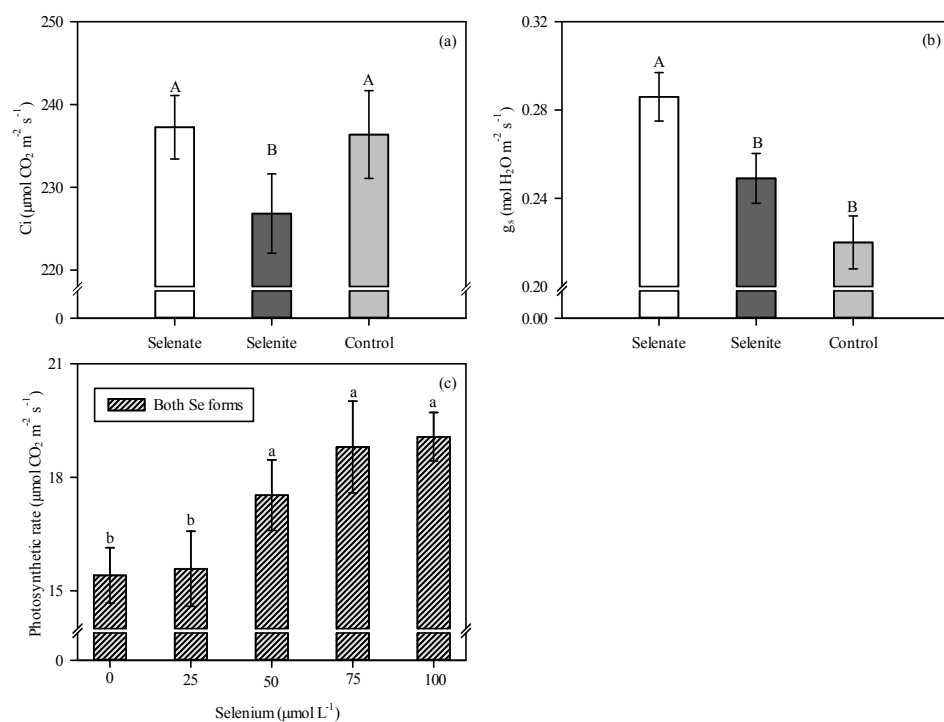 (a)
Ci (µmol CO₂ m⁻² s⁻¹)
250
240
230
220
0
A
B
A
Selenate Selenite Control
(b)
gₛ (mol H₂O m⁻² s⁻¹)
0.32
0.28
0.24
0.20
0.00
A
B
B
Selenate Selenite Control
(c)
Photosynthetic rate (µmol CO₂ m⁻² s⁻¹)
21
18
15
0
Both Se forms
b
b
a
a
a
0 25 50 75 100
Selenium (µmol L⁻¹)